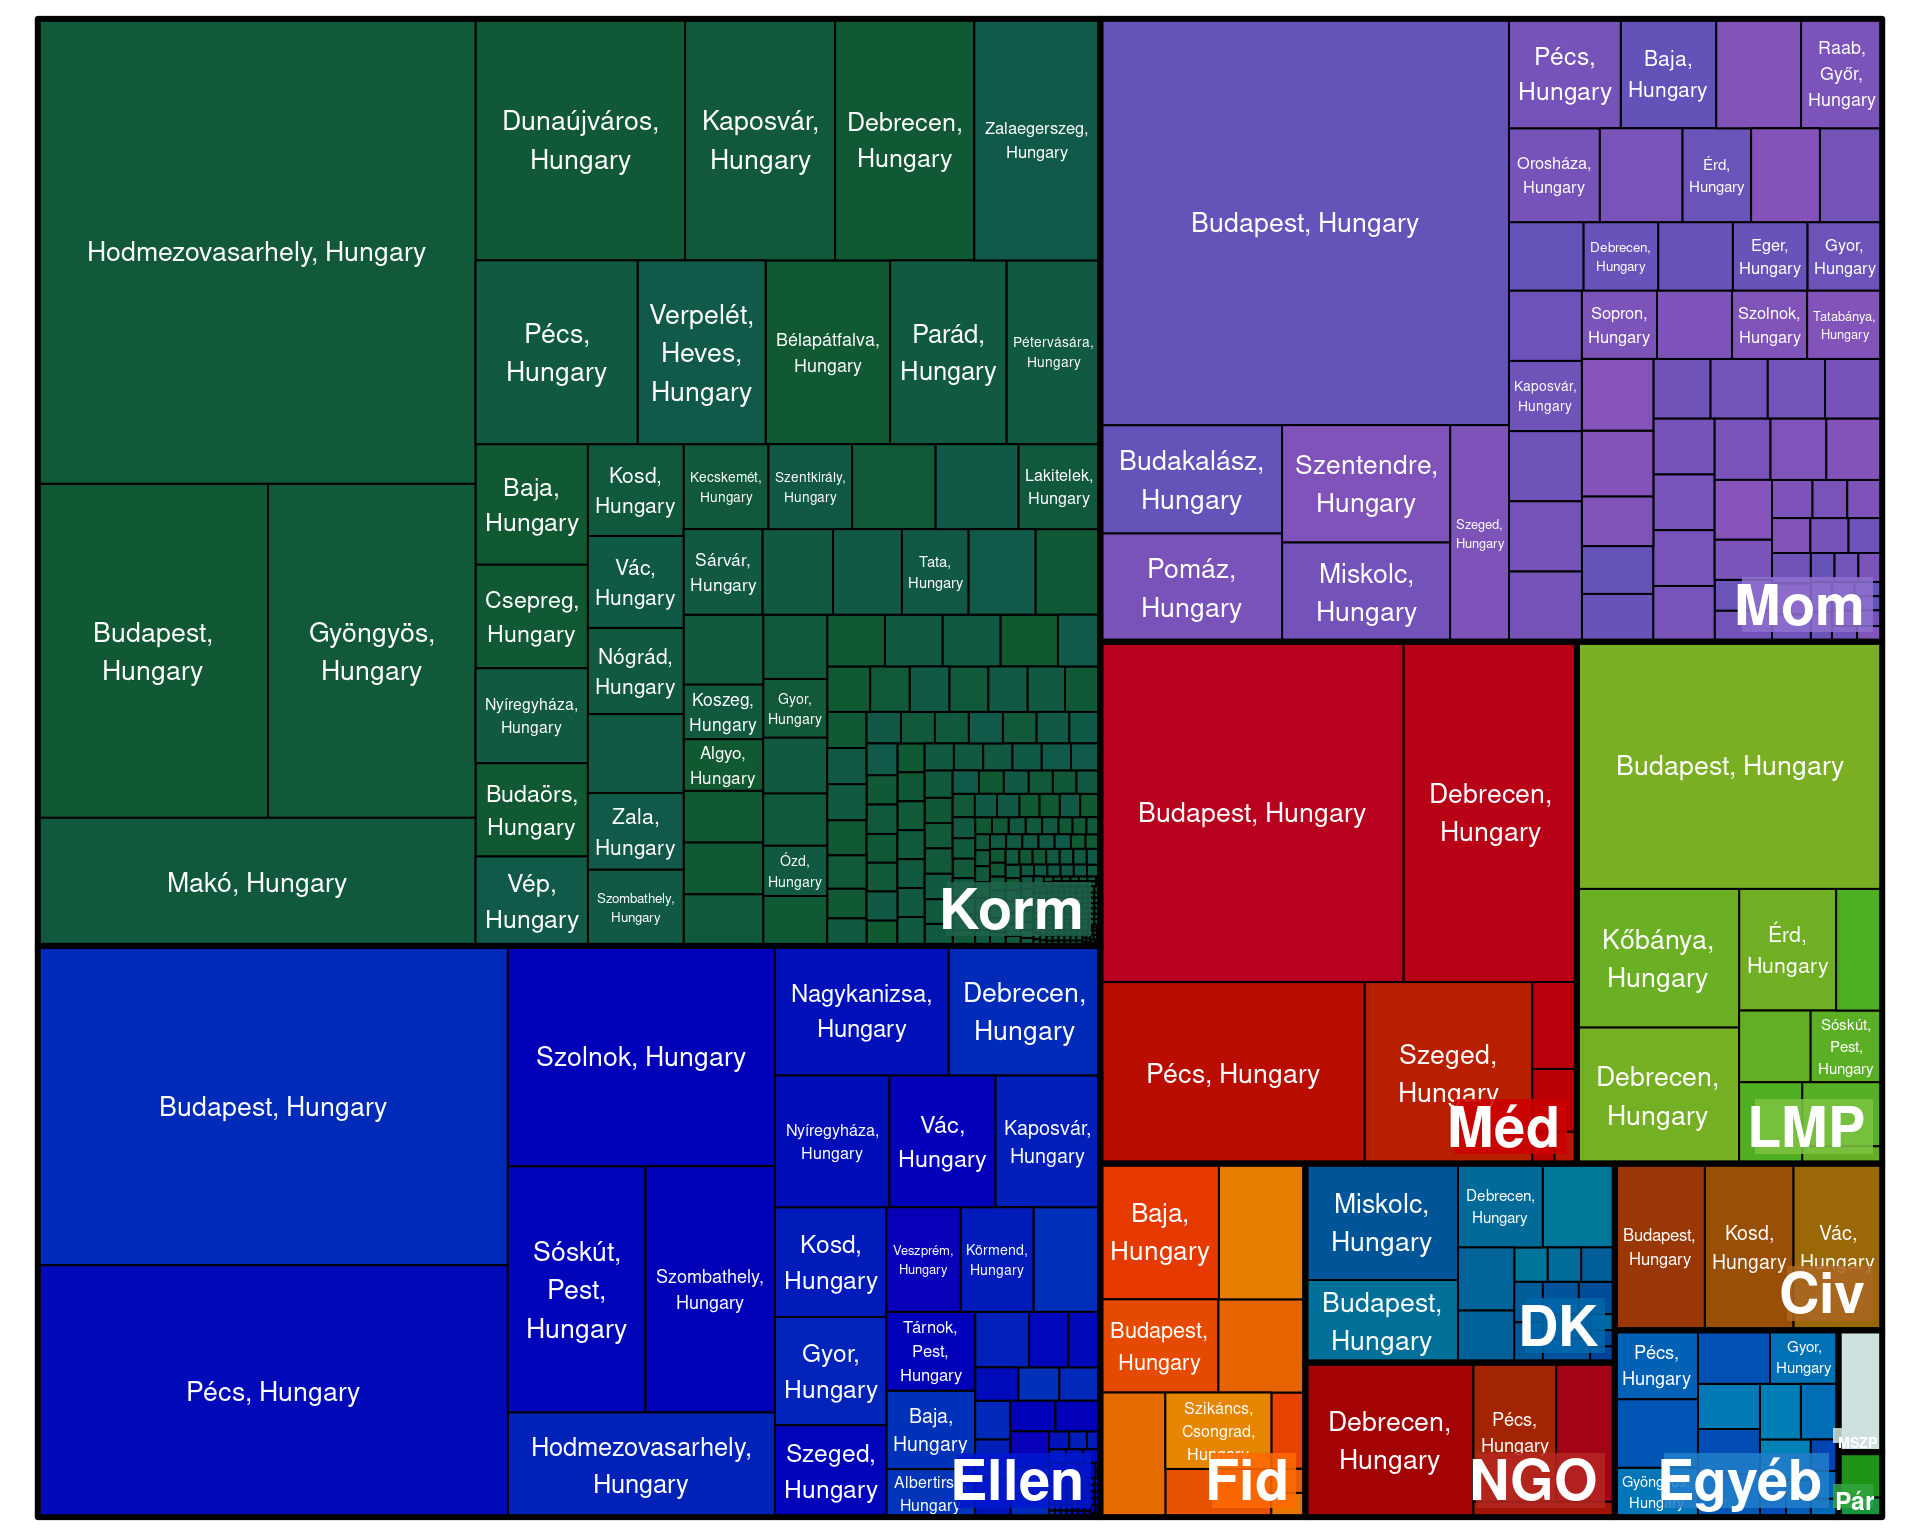 Hodmezovasarhely, Hungary
Budapest,
Hungary
Gyöngyös,
Hungary
Makó, Hungary
Dunaújváros,
Hungary
Kaposvár,
Hungary
Debrecen,
Hungary
Zalaegerszeg,
Hungary
Pécs,
Hungary
Verpelét,
Heves,
Hungary
Bélapátfalva,
Hungary
Parád,
Hungary
Pétervására,
Hungary
Baja,
Hungary
Csepreg,
Hungary
Nyíregyháza,
Hungary
Budaörs,
Hungary
Vép,
Hungary
Kosd,
Hungary
Vác,
Hungary
Nógrád,
Hungary
Zala,
Hungary
Szombathely,
Hungary
Kecskemét,
Hungary
Szentkirály,
Hungary
Lakitelek,
Hungary
Sárvár,
Hungary
Tata,
Hungary
Koszeg,
Hungary
Algyo,
Hungary
Gyor,
Hungary
Ózd,
Hungary
Korm
Budapest, Hungary
Budakalász,
Hungary
Pomáz,
Hungary
Szentendre,
Hungary
Miskolc,
Hungary
Szeged,
Hungary
Pécs,
Hungary
Baja,
Hungary
Raab,
Győr,
Hungary
Orosháza,
Hungary
Érd,
Hungary
Debrecen,
Hungary
Eger,
Hungary
Gyor,
Hungary
Sopron,
Hungary
Szolnok,
Hungary
Tatabánya,
Hungary
Kaposvár,
Hungary
Mom
Budapest, Hungary
Pécs, Hungary
Szolnok, Hungary
Sóskút,
Pest,
Hungary
Szombathely,
Hungary
Hodmezovasarhely,
Hungary
Nagykanizsa,
Hungary
Debrecen,
Hungary
Nyíregyháza,
Hungary
Vác,
Hungary
Kaposvár,
Hungary
Kosd,
Hungary
Gyor,
Hungary
Szeged,
Hungary
Veszprém,
Hungary
Körmend,
Hungary
Tárnok,
Pest,
Hungary
Baja,
Hungary
Hungary
Ellen
Budapest, Hungary
Debrecen,
Hungary
Pécs, Hungary
Szeged,
Hungary
Méd
Budapest, Hungary
Kőbánya,
Hungary
Debrecen,
Hungary
Érd,
Hungary
Sóskút,
Pest,
Hungary
LMP
Baja,
Hungary
Budapest,
Hungary
Szikáncs,
Csongrad,
Hungary
Fid
Miskolc,
Hungary
Budapest,
Hungary
Debrecen,
Hungary
DK
Debrecen,
Hungary
Pécs,
Hungary
NGO
Budapest,
Hungary
Kosd,
Hungary
Vác,
Hungary
Civ
Pécs,
Hungary
Gyor,
Hungary
Hungary
Egyéb
MSZP
Pár